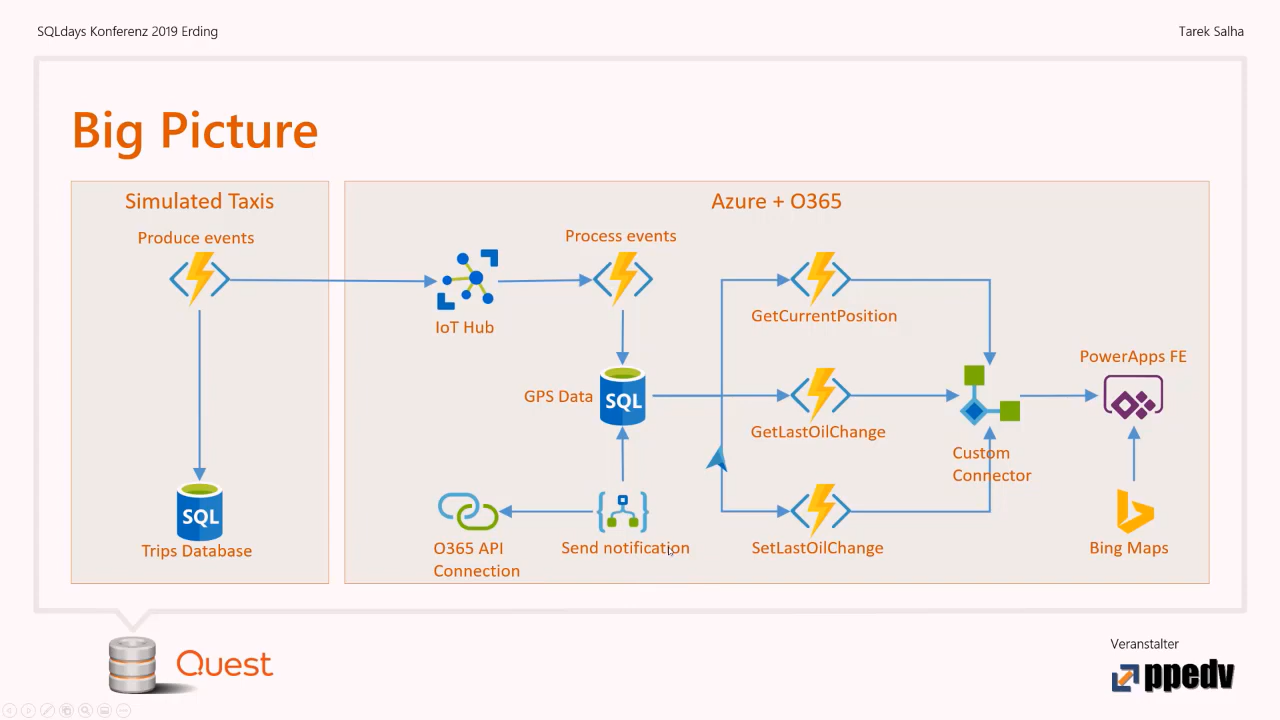 SQLdays Konferenz 2019 Erding
Tarek Salha
Big Picture
Simulated Taxis
Produce events
SQL
Trips Database
Azure + O365
IoT Hub
Process events
GPS Data
SQL
O365 API
Connection
Send notification
GetCurrentPosition
GetLastOilChange
SetLastOilChange
Custom
Connector
PowerApps FE
Bing Maps
Quest
Veranstalter
ppedv